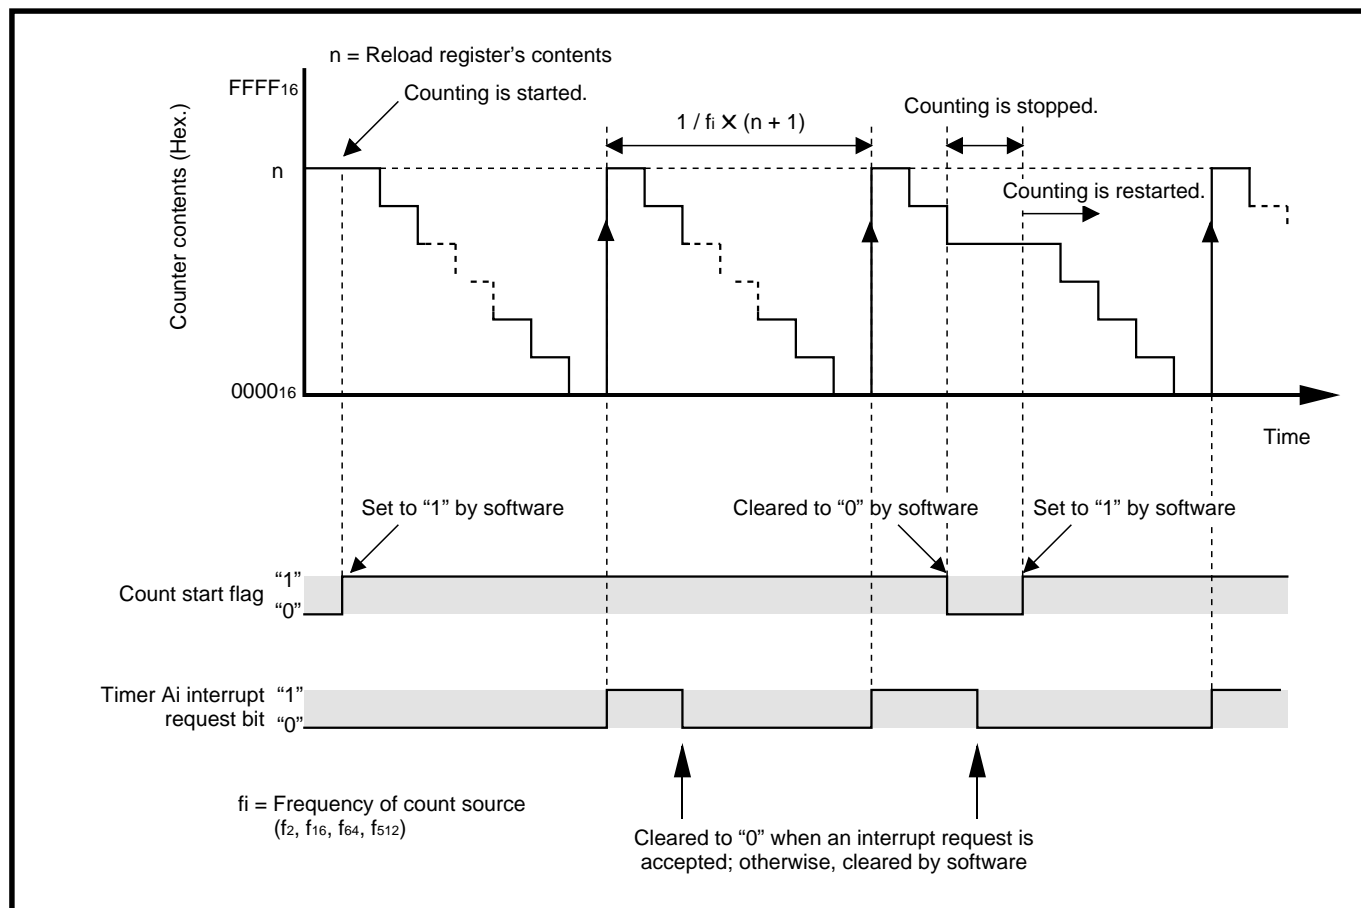 n = Reload register’s contents
FFFF16
Counting is started.
1 / fi X (n + 1)
Counting is stopped.
n
Counting is restarted.
Counter contents (Hex.)
000016
Time
Set to “1” by software
Cleared to “0” by software
Set to “1” by software
Count start flag
“1”
“0”
Timer Ai interrupt
request bit
“1”
“0”
fi = Frequency of count source
(f2, f16, f64, f512)
Cleared to “0” when an interrupt request is
accepted; otherwise, cleared by software